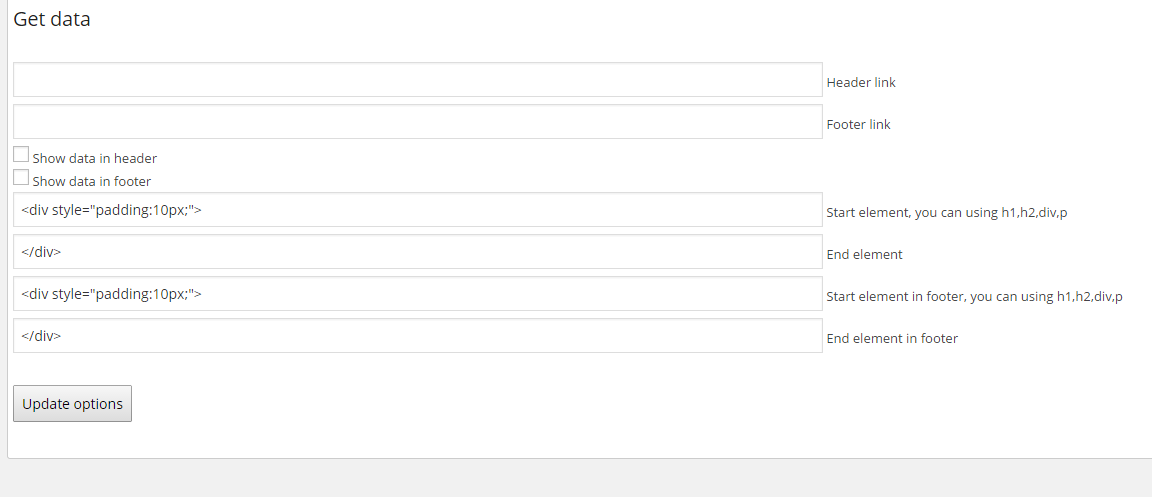 Get data
Header link
Footer link
Show data in header
Show data in footer
<div style="padding:10px;">
Start element, you can using h1,h2,div,p
</div>
End element
<div style="padding:10px;">
Start element in footer, you can using h1,h2,div,p
</div>
End element in footer
Update options